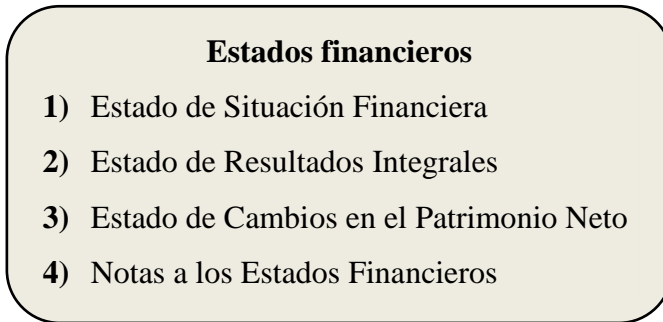 Estados financieros
1) Estado de Situación Financiera
2) Estado de Resultados Integrales
3) Estado de Cambios en el Patrimonio Neto
4) Notas a los Estados Financieros